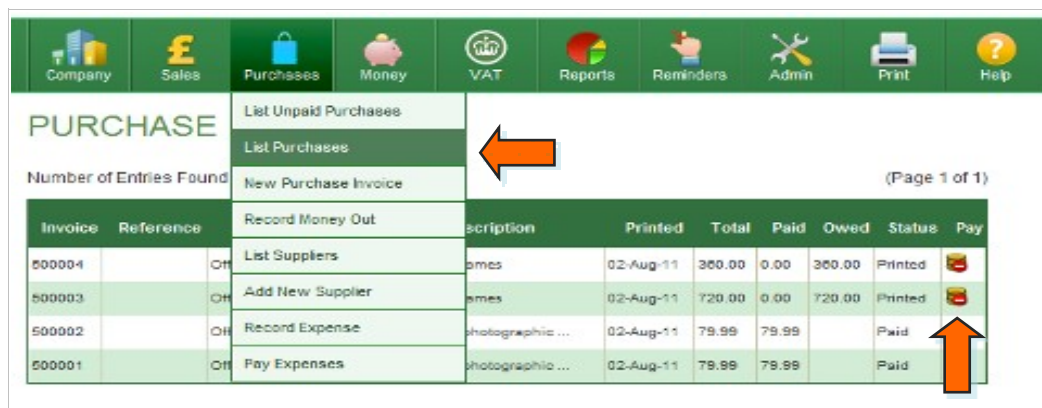 Company Sales Purchases Money VAT Reports Reminders Admin Print Help
List Unpaid Purchases
PURCHASE
List Purchases
Number of Entries Found New Purchase Invoice (Page 1 of 1)
Record Money Out
Invoice Reference scription Printed Total Paid Owed Status Pay
List Suppliers
500004 Off ames 02-Aug-11 360.00 0.00 360.00 Printed
Add New Supplier
500003 Off ames 02-Aug-11 720.00 0.00 720.00 Printed
Record Expense
500002 Off photographic ... 02-Aug-11 79.99 79.99 Paid
Pay Expenses
500001 Off photographic ... 02-Aug-11 79.99 79.99 Paid